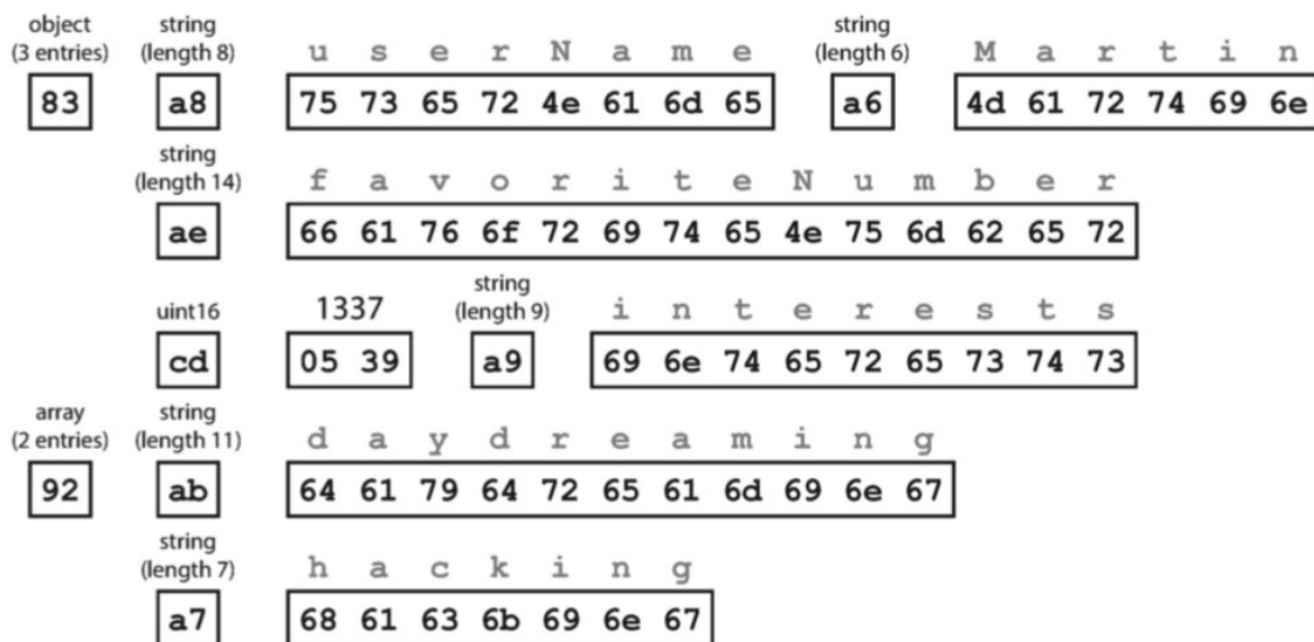 object string string
(3 entries) (length 8) u s e r N a m e (length 6) M a r t i n
83 a8 75 73 65 72 4e 61 6d 65 a6 4d 61 72 74 69 6e
string
(length 14) f a v o r i t e N u m b e r
ae 66 61 76 6f 72 69 74 65 4e 75 6d 62 65 72
string
uint16 1337 (length 9) i n t e r e s t s
cd 05 39 a9 69 6e 74 65 72 65 73 74 73
array string
(2 entries) (length 11) d a y d r e a m i n g
92 ab 64 61 79 64 72 65 61 6d 69 6e 67
string
(length 7) h a c k i n g
a7 68 61 63 6b 69 6e 67